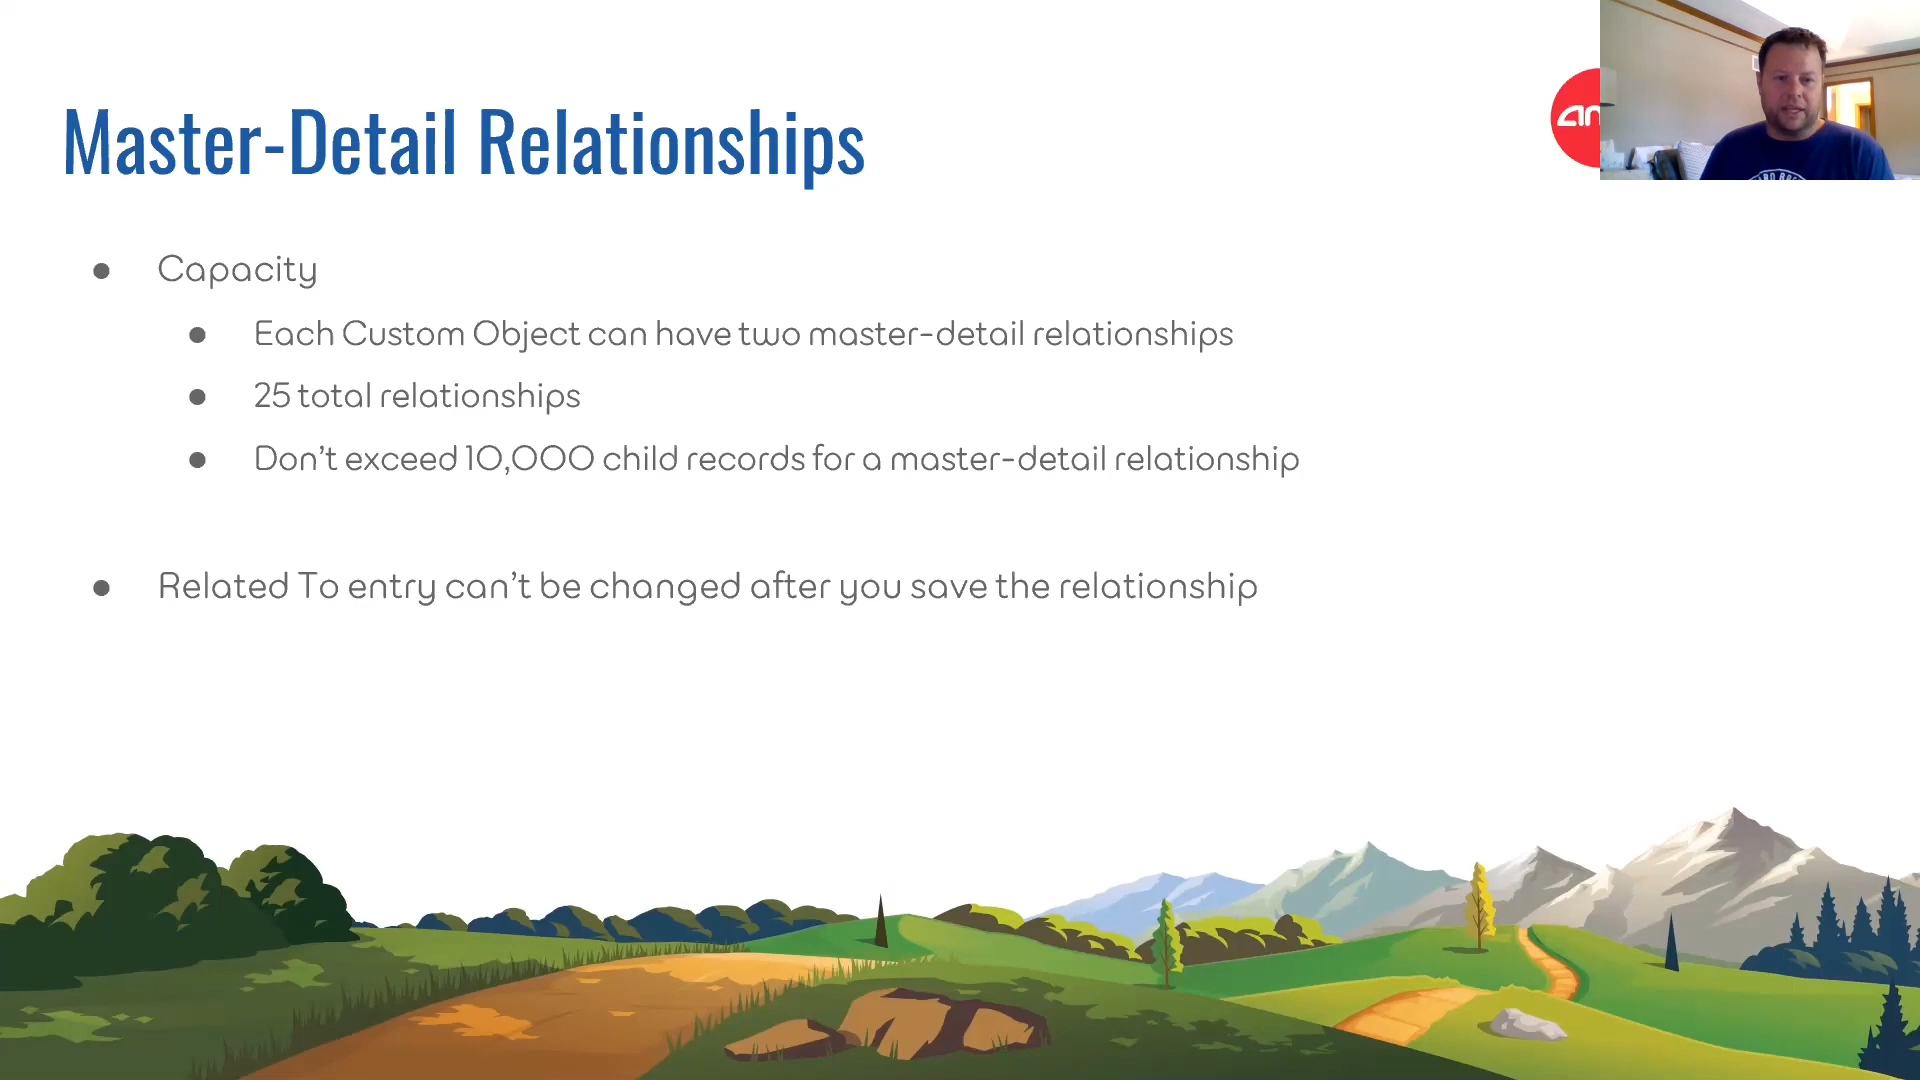 Master-Detail Relationships
Capacity
Each Custom Object can have two master-detail relationships
25 total relationships
Don't exceed 10,000 child records for a master-detail relationship
Related To entry can't be changed after you save the relationship